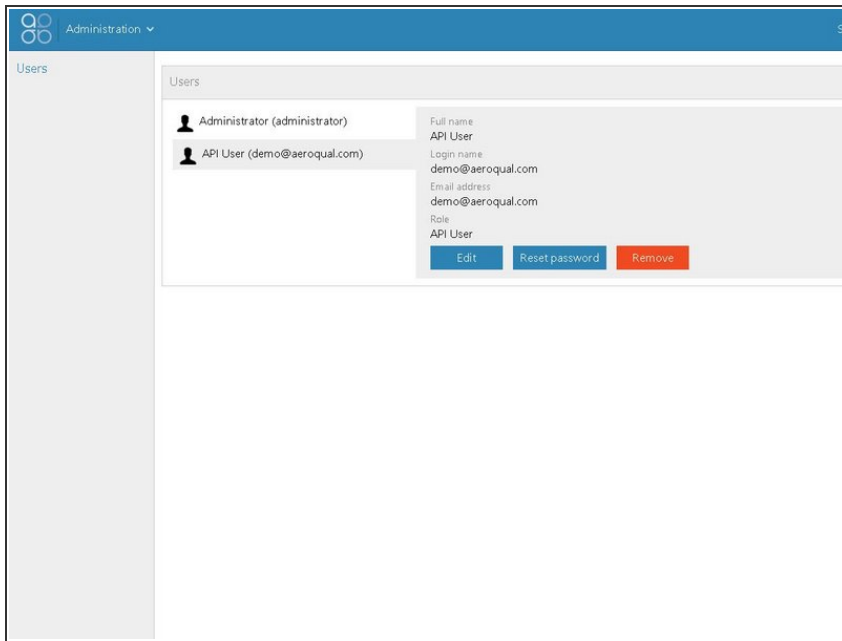 Administration
S
Users
Users
Administrator (administrator)
API User (demo@aeroqual.com)
Full name
API User
Login name
demo@aeroqual.com
Email address
demo@aeroqual.com
Role
API User
Edit Reset password Remove